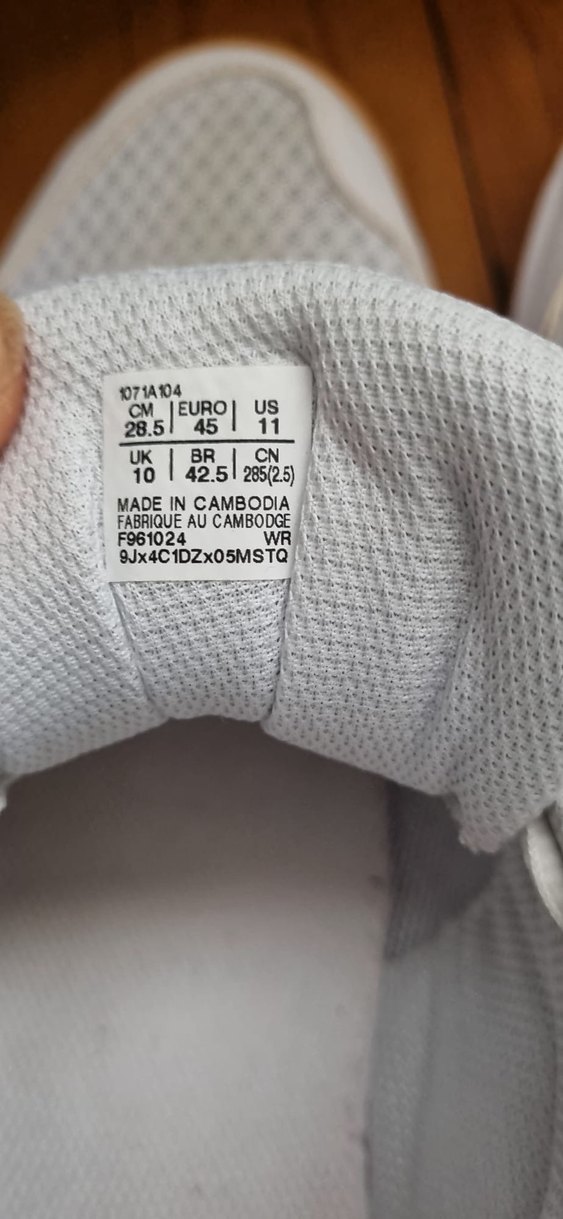 1071A104
CM | EURO | US
28.5 | 45 | 11
UK | BR | CN
10 | 42.5 | 285(2.5)
MADE IN CAMBODIA
FABRIQUE AU CAMBODGE
F961024 WR
9Jx4C1DZx05MSTQ